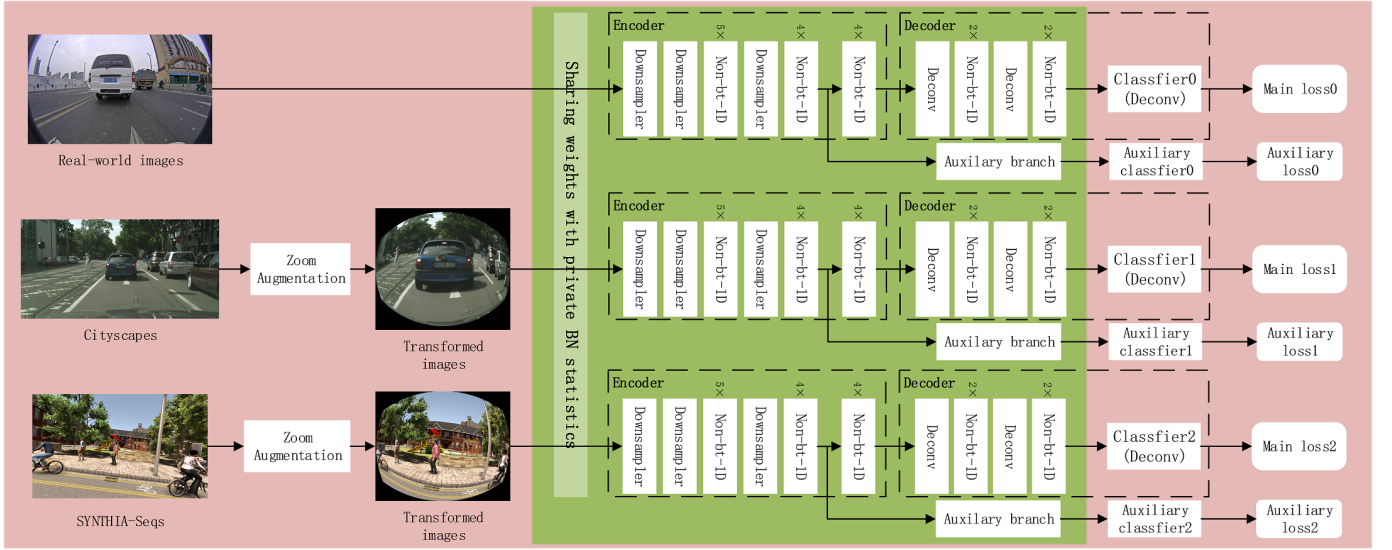 Real-world images
Cityscapes
Zoom
Augmentation
Transformed
images
SYNTHIA-Seqs
Zoom
Augmentation
Transformed
images
Sharing weights with private BN statistics
Encoder
Downsampler
Downsampler
5×
Non-bt-1D
Downsampler
4×
Non-bt-1D
4×
Non-bt-1D
Decoder
Deconv
2×
Non-bt-1D
Deconv
2×
Non-bt-1D
Classfier0
(Deconv)
Main loss0
Auxilary branch
Auxiliary
classfier0
Auxiliary
loss0
Encoder
Downsampler
Downsampler
5×
Non-bt-1D
Downsampler
4×
Non-bt-1D
4×
Non-bt-1D
Decoder
Deconv
2×
Non-bt-1D
Deconv
2×
Non-bt-1D
Classfier1
(Deconv)
Main loss1
Auxilary branch
Auxiliary
classfier1
Auxiliary
loss1
Encoder
Downsampler
Downsampler
5×
Non-bt-1D
Downsampler
4×
Non-bt-1D
4×
Non-bt-1D
Decoder
Deconv
2×
Non-bt-1D
Deconv
2×
Non-bt-1D
Classfier2
(Deconv)
Main loss2
Auxilary branch
Auxiliary
classfier2
Auxiliary
loss2